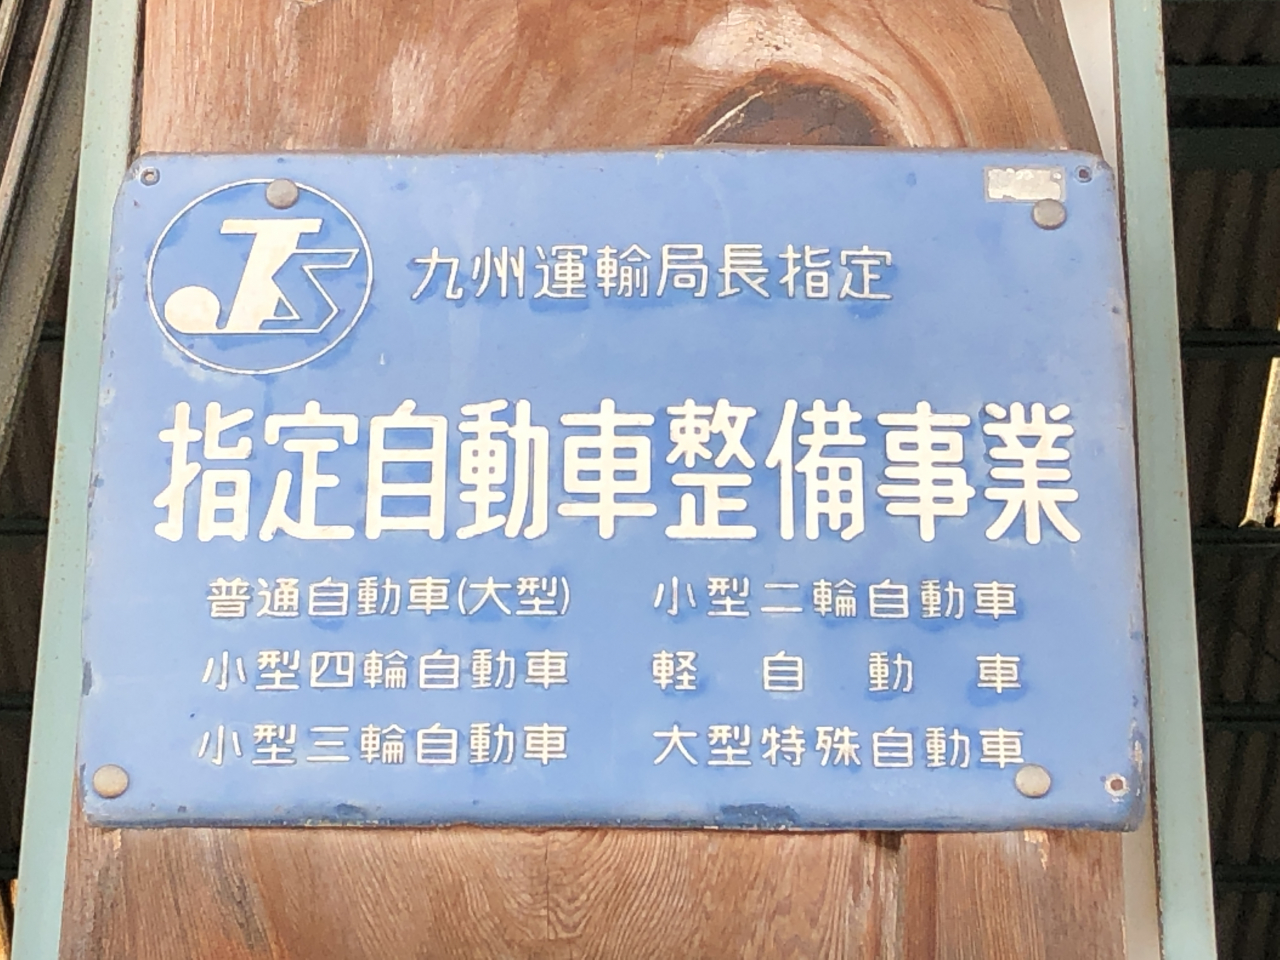 JKS
九州運輸局長指定
指定自動車整備事業
普通自動車(大型) 小型二輪自動車
小型四輪自動車 軽自動車
小型三輪自動車 大型特殊自動車